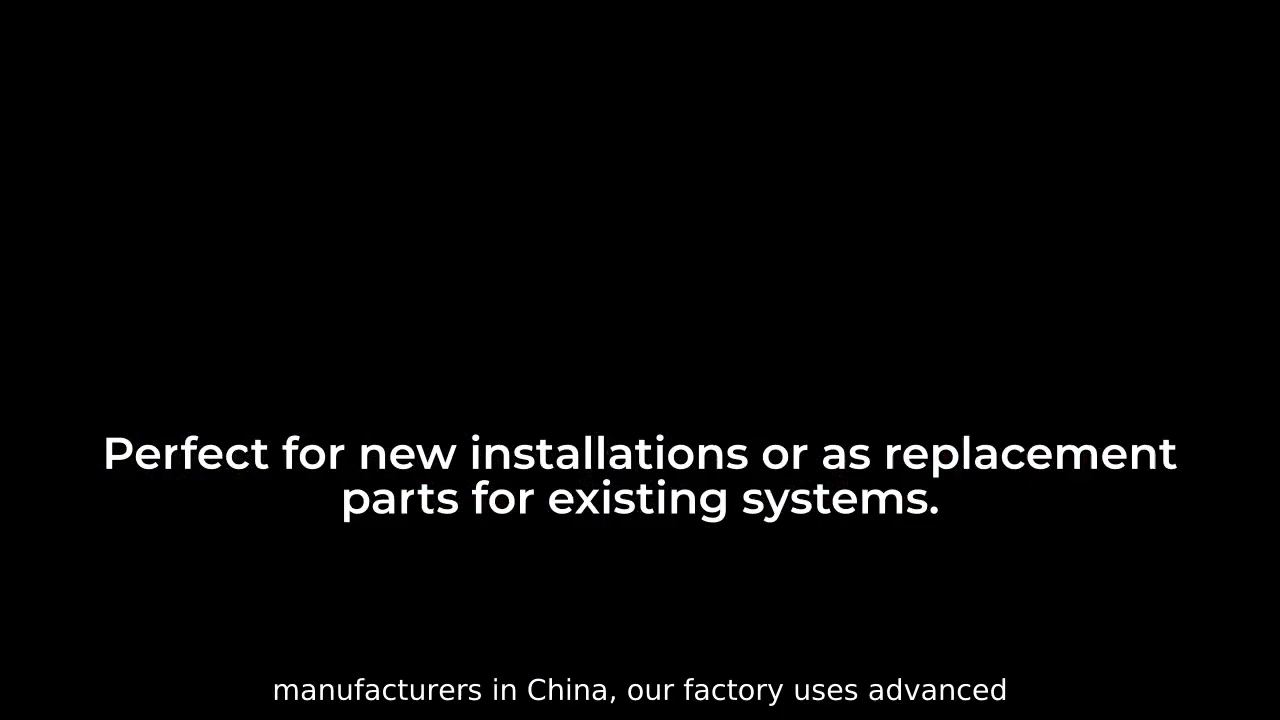 Perfect for new installations or as replacement
parts for existing systems.
manufacturers in China, our factory uses advanced